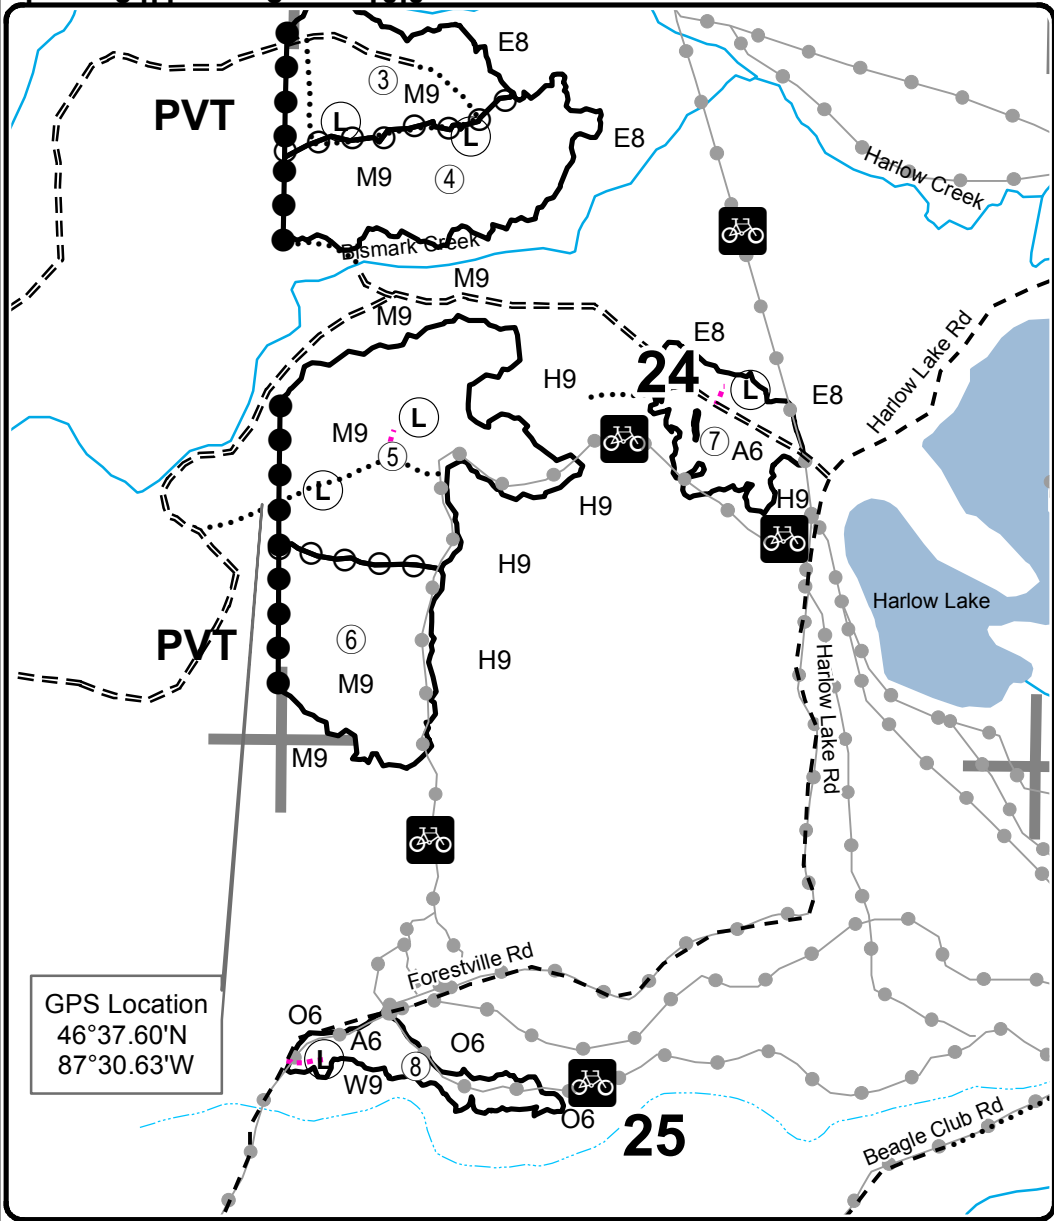 E8
③
M9
PVT
L
L
E8
M9
④
Harlow Creek
Bismark Creek
M9
M9
E8
Harlow Lake Rd
24
H9
L
E8
L
M9
⑤
⑦
A6
L
H9
H9
H9
Harlow Lake
PVT
⑥
H9
M9
Harlow Lake Rd
M9
Forestville Rd
GPS Location
46°37.60'N
87°30.63'W
O6
A6
O6
L
⑧
W9
O6
25
Beagle Club Rd